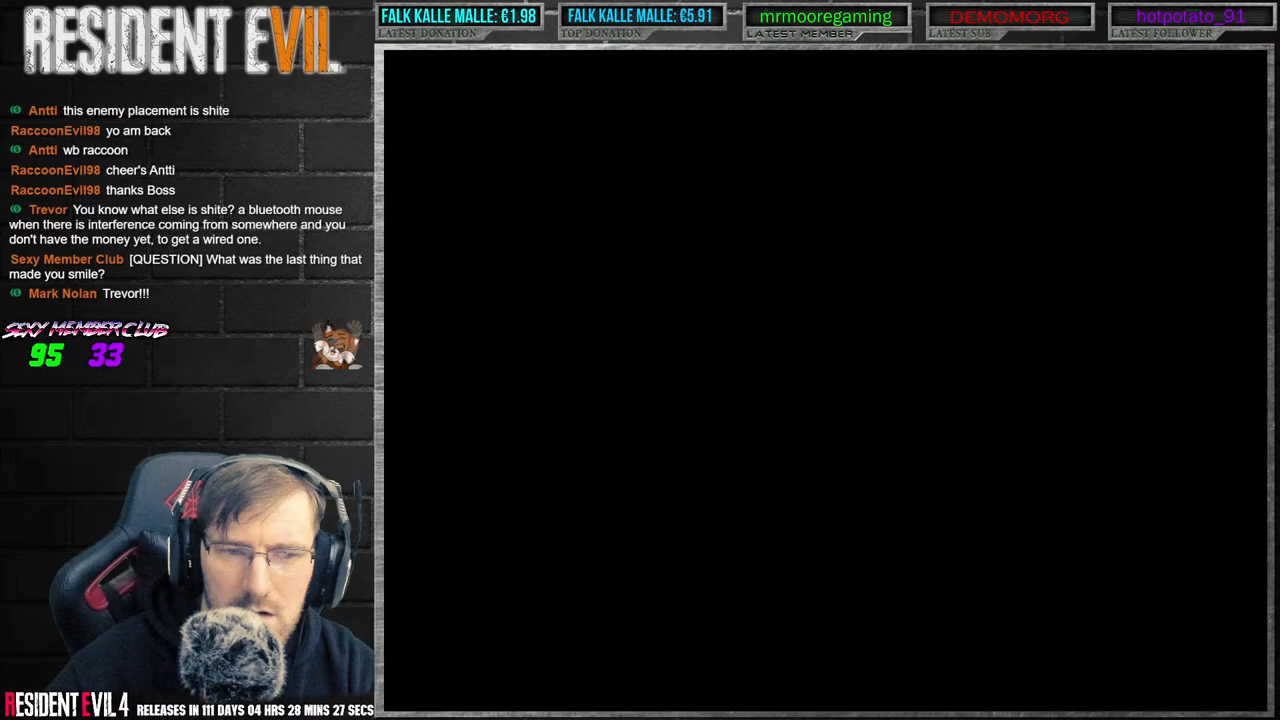 RESIDENT EVIL
FALK KALLE MALLE: €1.98
LATEST DONATION
FALK KALLE MALLE: €5.91
TOP DONATION
mrmooregaming
LATEST MEMBER
DEMOMORG
LATEST SUB
hotpotato_91
LATEST FOLLOWER
Antti this enemy placement is shite
RaccoonEvil98 yo am back
Antti wb raccoon
RaccoonEvil98 cheer's Antti
RaccoonEvil98 thanks Boss
Trevor You know what else is shite? a bluetooth mouse
when there is interference coming from somewhere and you
don't have the money yet, to get a wired one.
Sexy Member Club [QUESTION] What was the last thing that
made you smile?
Mark Nolan Trevor!!!
SEXY MEMBER CLUB
95 33
RESIDENT EVIL 4 RELEASES IN 111 DAYS 04 HRS 28 MINS 27 SECS